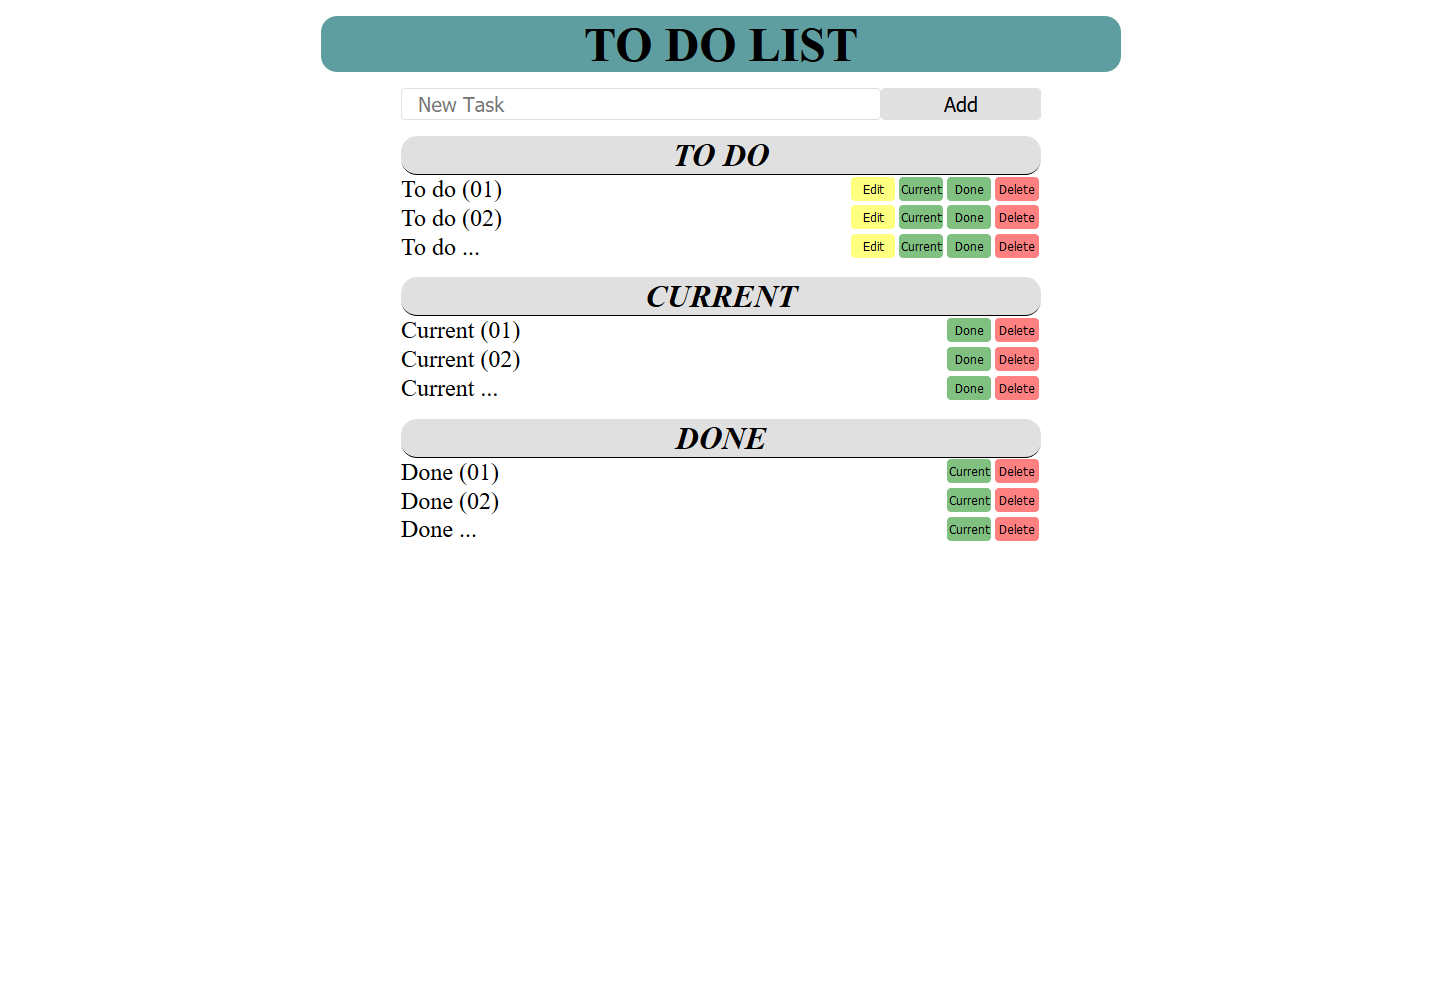 TO DO LIST
New Task Add
TO DO
To do (01) Edit Current Done Delete
To do (02) Edit Current Done Delete
To do ... Edit Current Done Delete
CURRENT
Current (01) Done Delete
Current (02) Done Delete
Current ... Done Delete
DONE
Done (01) Current Delete
Done (02) Current Delete
Done ... Current Delete